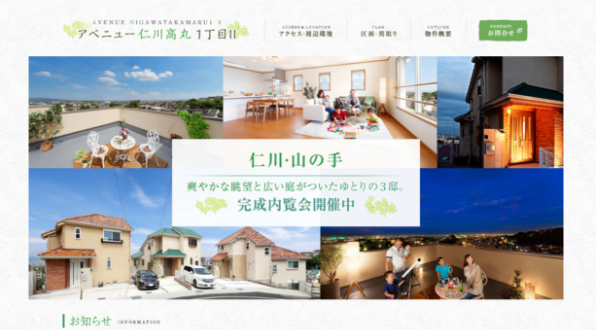 AVENUE NIGAWATAKAMARU1 2
アベニュー仁川高丸1丁目II
ACCESS&LOCATION
アクセス・周辺環境
PLAN
区画・間取り
OUTLINE
物件概要
CONTACT
お問合せ
仁川・山の手
爽やかな眺望と広い庭がついたゆとりの3邸。
完成内覧会開催中
お知らせ INFORMATION